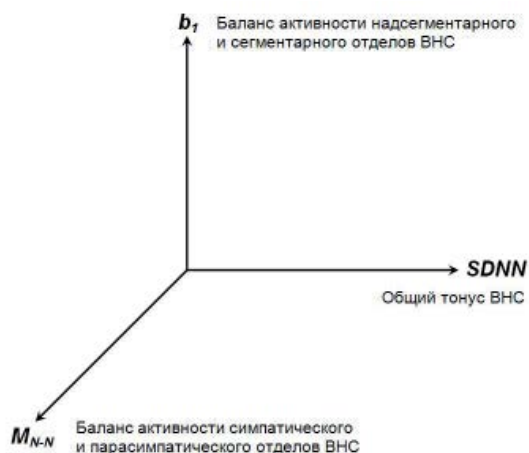 b1 Баланс активности надсегментарного
и сегментарного отделов ВНС
SDNN
Общий тонус ВНС
MN-N Баланс активности симпатического
и парасимпатического отделов ВНС